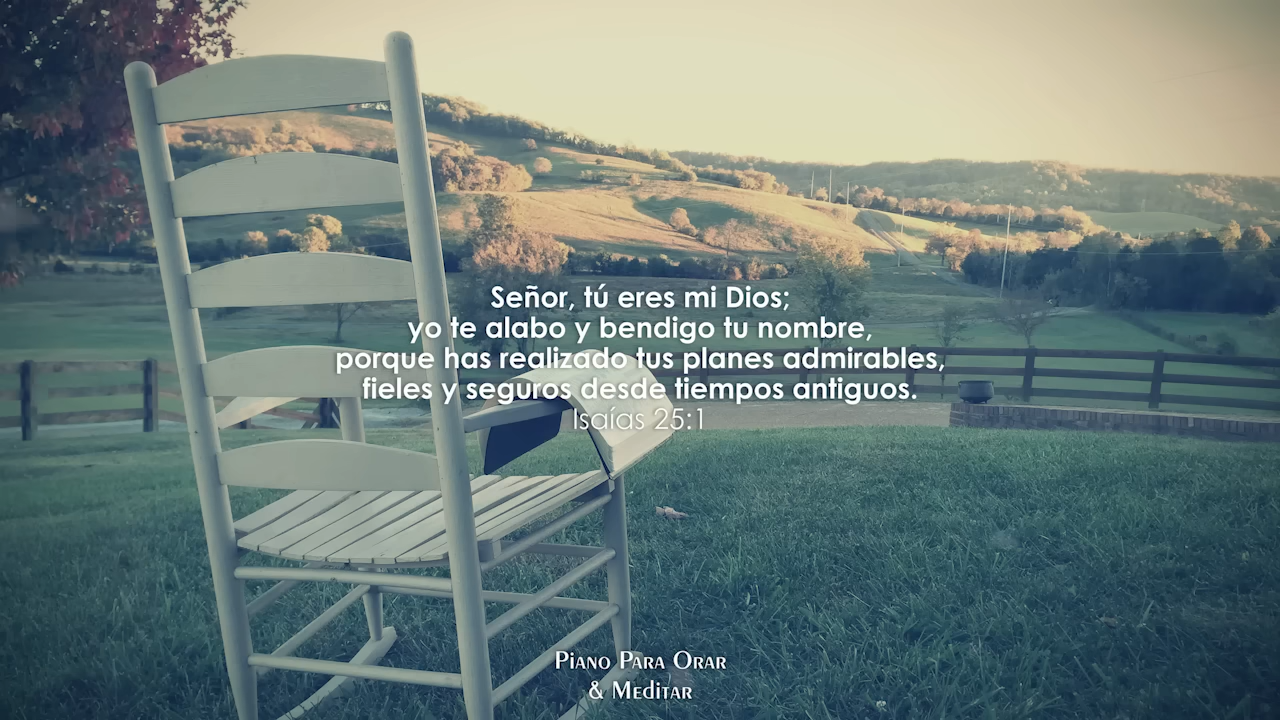 Señor, tú eres mi Dios;
yo te alabo y bendigo tu nombre,
porque has realizado tus planes admirables,
fieles y seguros desde tiempos antiguos.
Isaías 25:1
Piano Para Orar
& Meditar